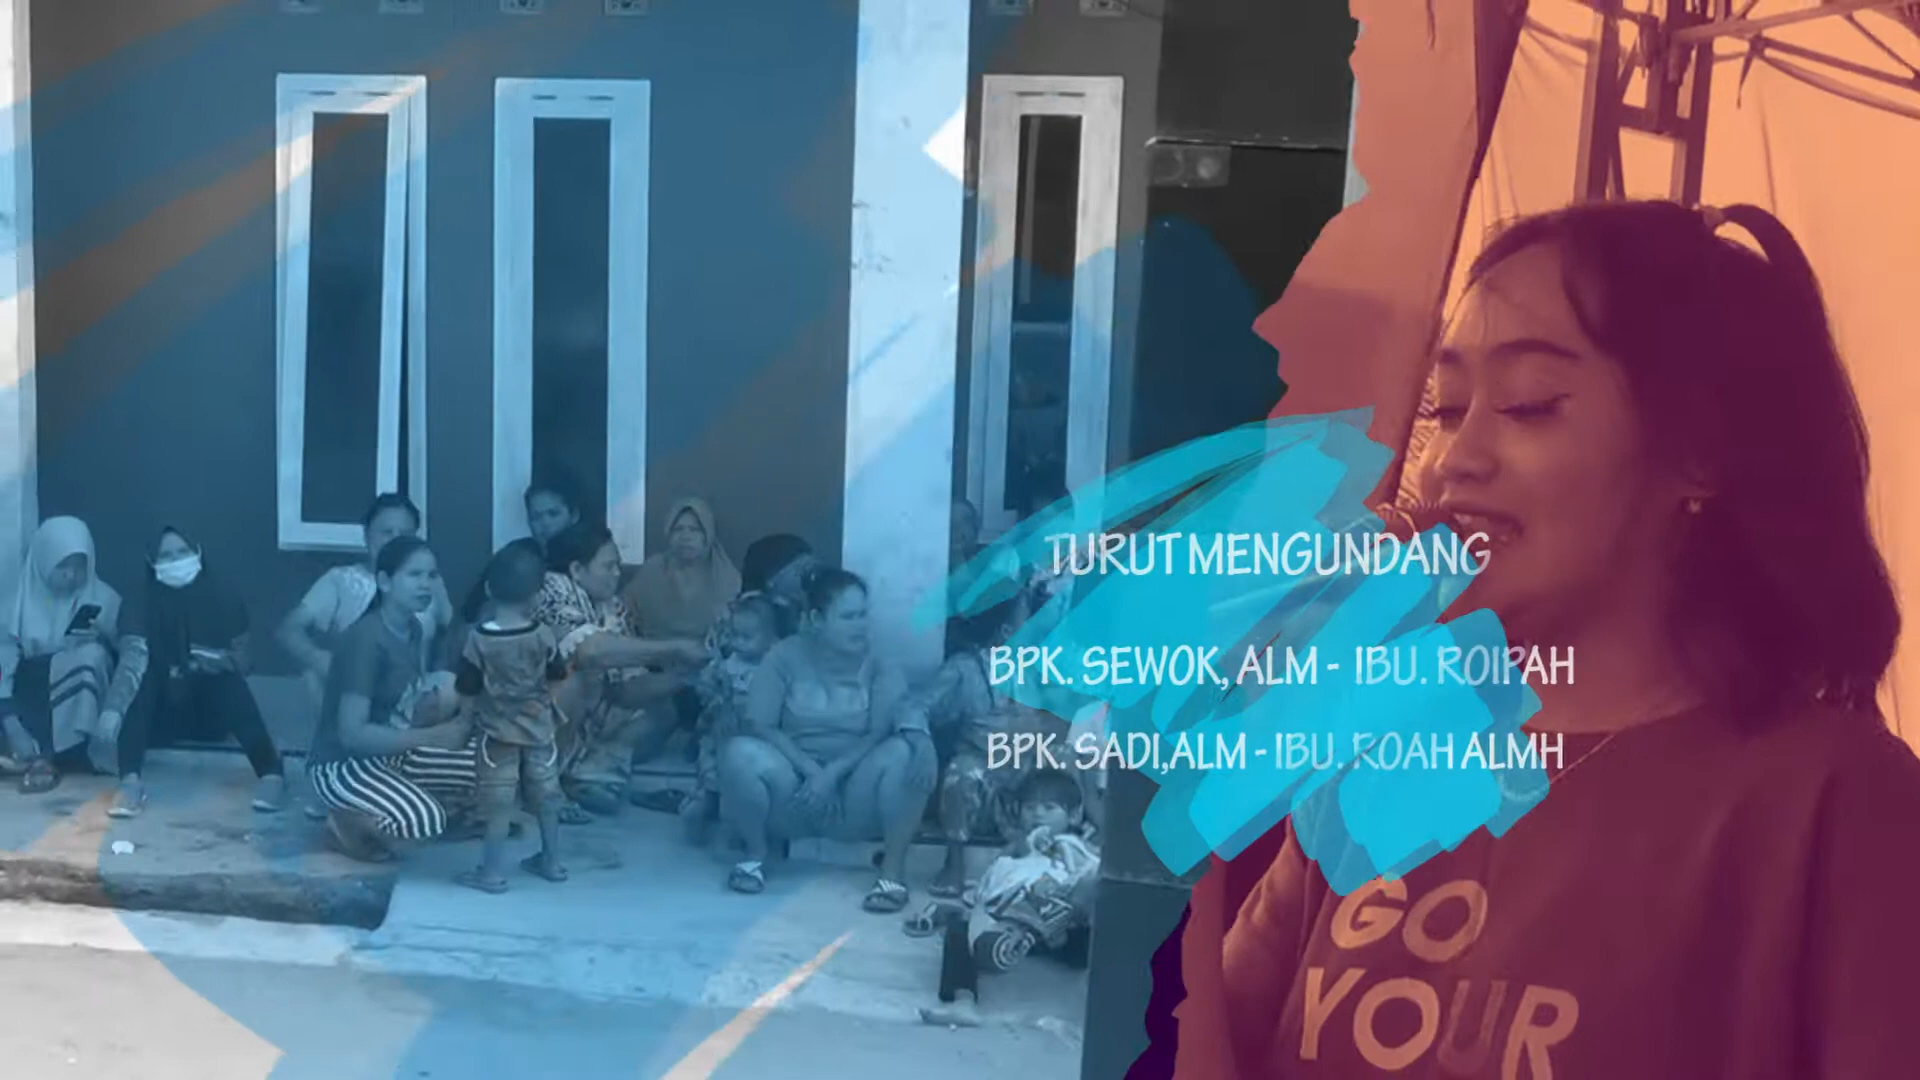 TURUT MENGUNDANG
BPK. SEWOK, ALM - IBU. ROIPAH
BPK. SADI, ALM - IBU. ROAH ALMH
GO
YOUR